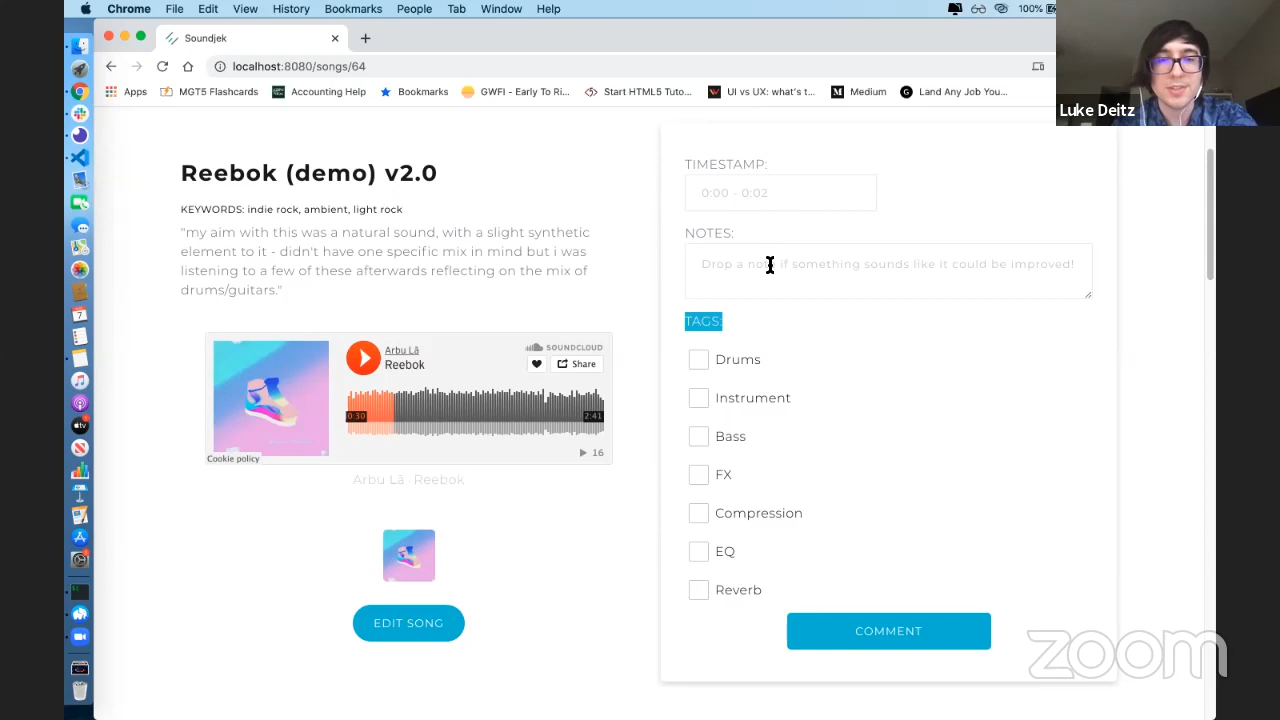 Chrome File Edit View History Bookmarks People Tab Window Help 100%
Soundjek
localhost:8080/songs/64
Apps MGT5 Flashcards Accounting Help Bookmarks GWFI - Early To Ri... Start HTML5 Tuto... UI vs UX: what's t... Medium Land Any Job You...
Luke Deitz
Reebok (demo) v2.0
KEYWORDS: indie rock, ambient, light rock
"my aim with this was a natural sound, with a slight synthetic
element to it - didn't have one specific mix in mind but i was
listening to a few of these afterwards reflecting on the mix of
drums/guitars."
Arbu Lã
Reebok
SOUNDCLOUD
Share
0:30
2:41
16
Cookie policy
Arbu Lã · Reebok
EDIT SONG
TIMESTAMP:
0:00 - 0:02
NOTES:
Drop a note if something sounds like it could be improved!
TAGS:
Drums
Instrument
Bass
FX
Compression
EQ
Reverb
COMMENT
zoom